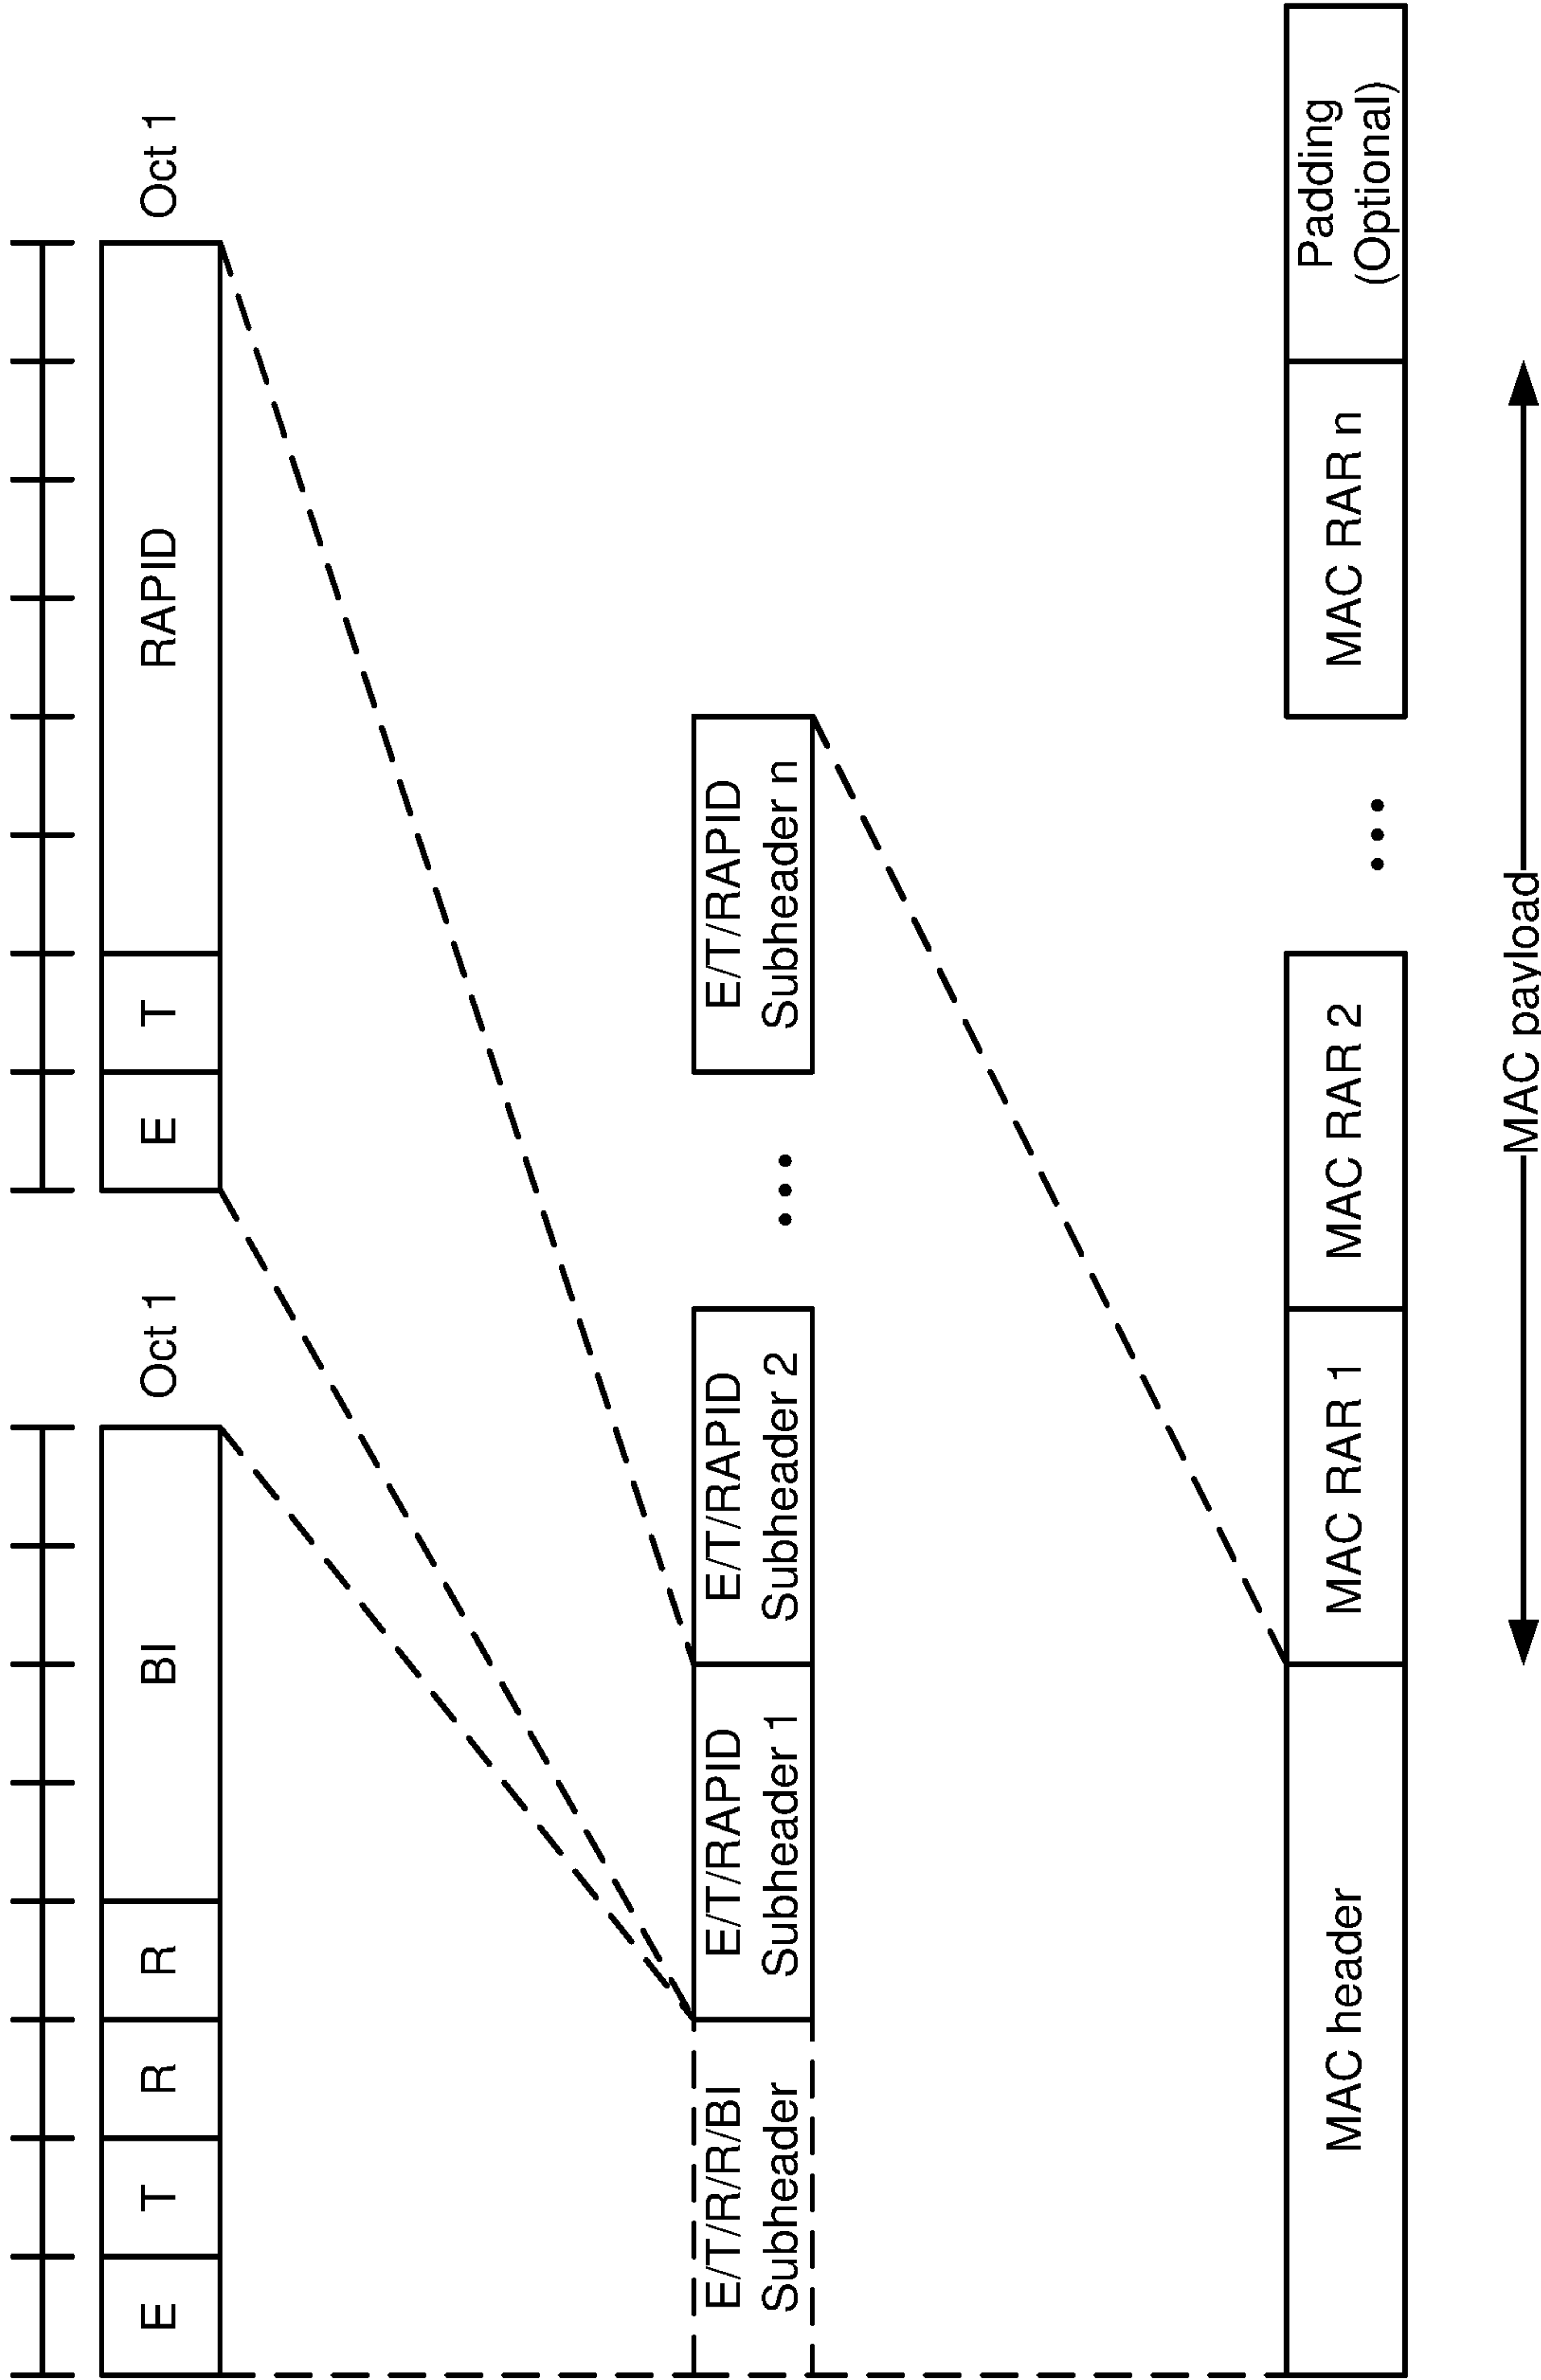 E
T
R
R
BI
Oct 1
E
T
RAPID
Oct 1
E/T/R/R/BI
Subheader
E/T/RAPID
Subheader 1
E/T/RAPID
Subheader 2
...
E/T/RAPID
Subheader n
MAC header
MAC RAR 1
MAC RAR 2
...
MAC RAR n
Padding
(Optional)
MAC payload